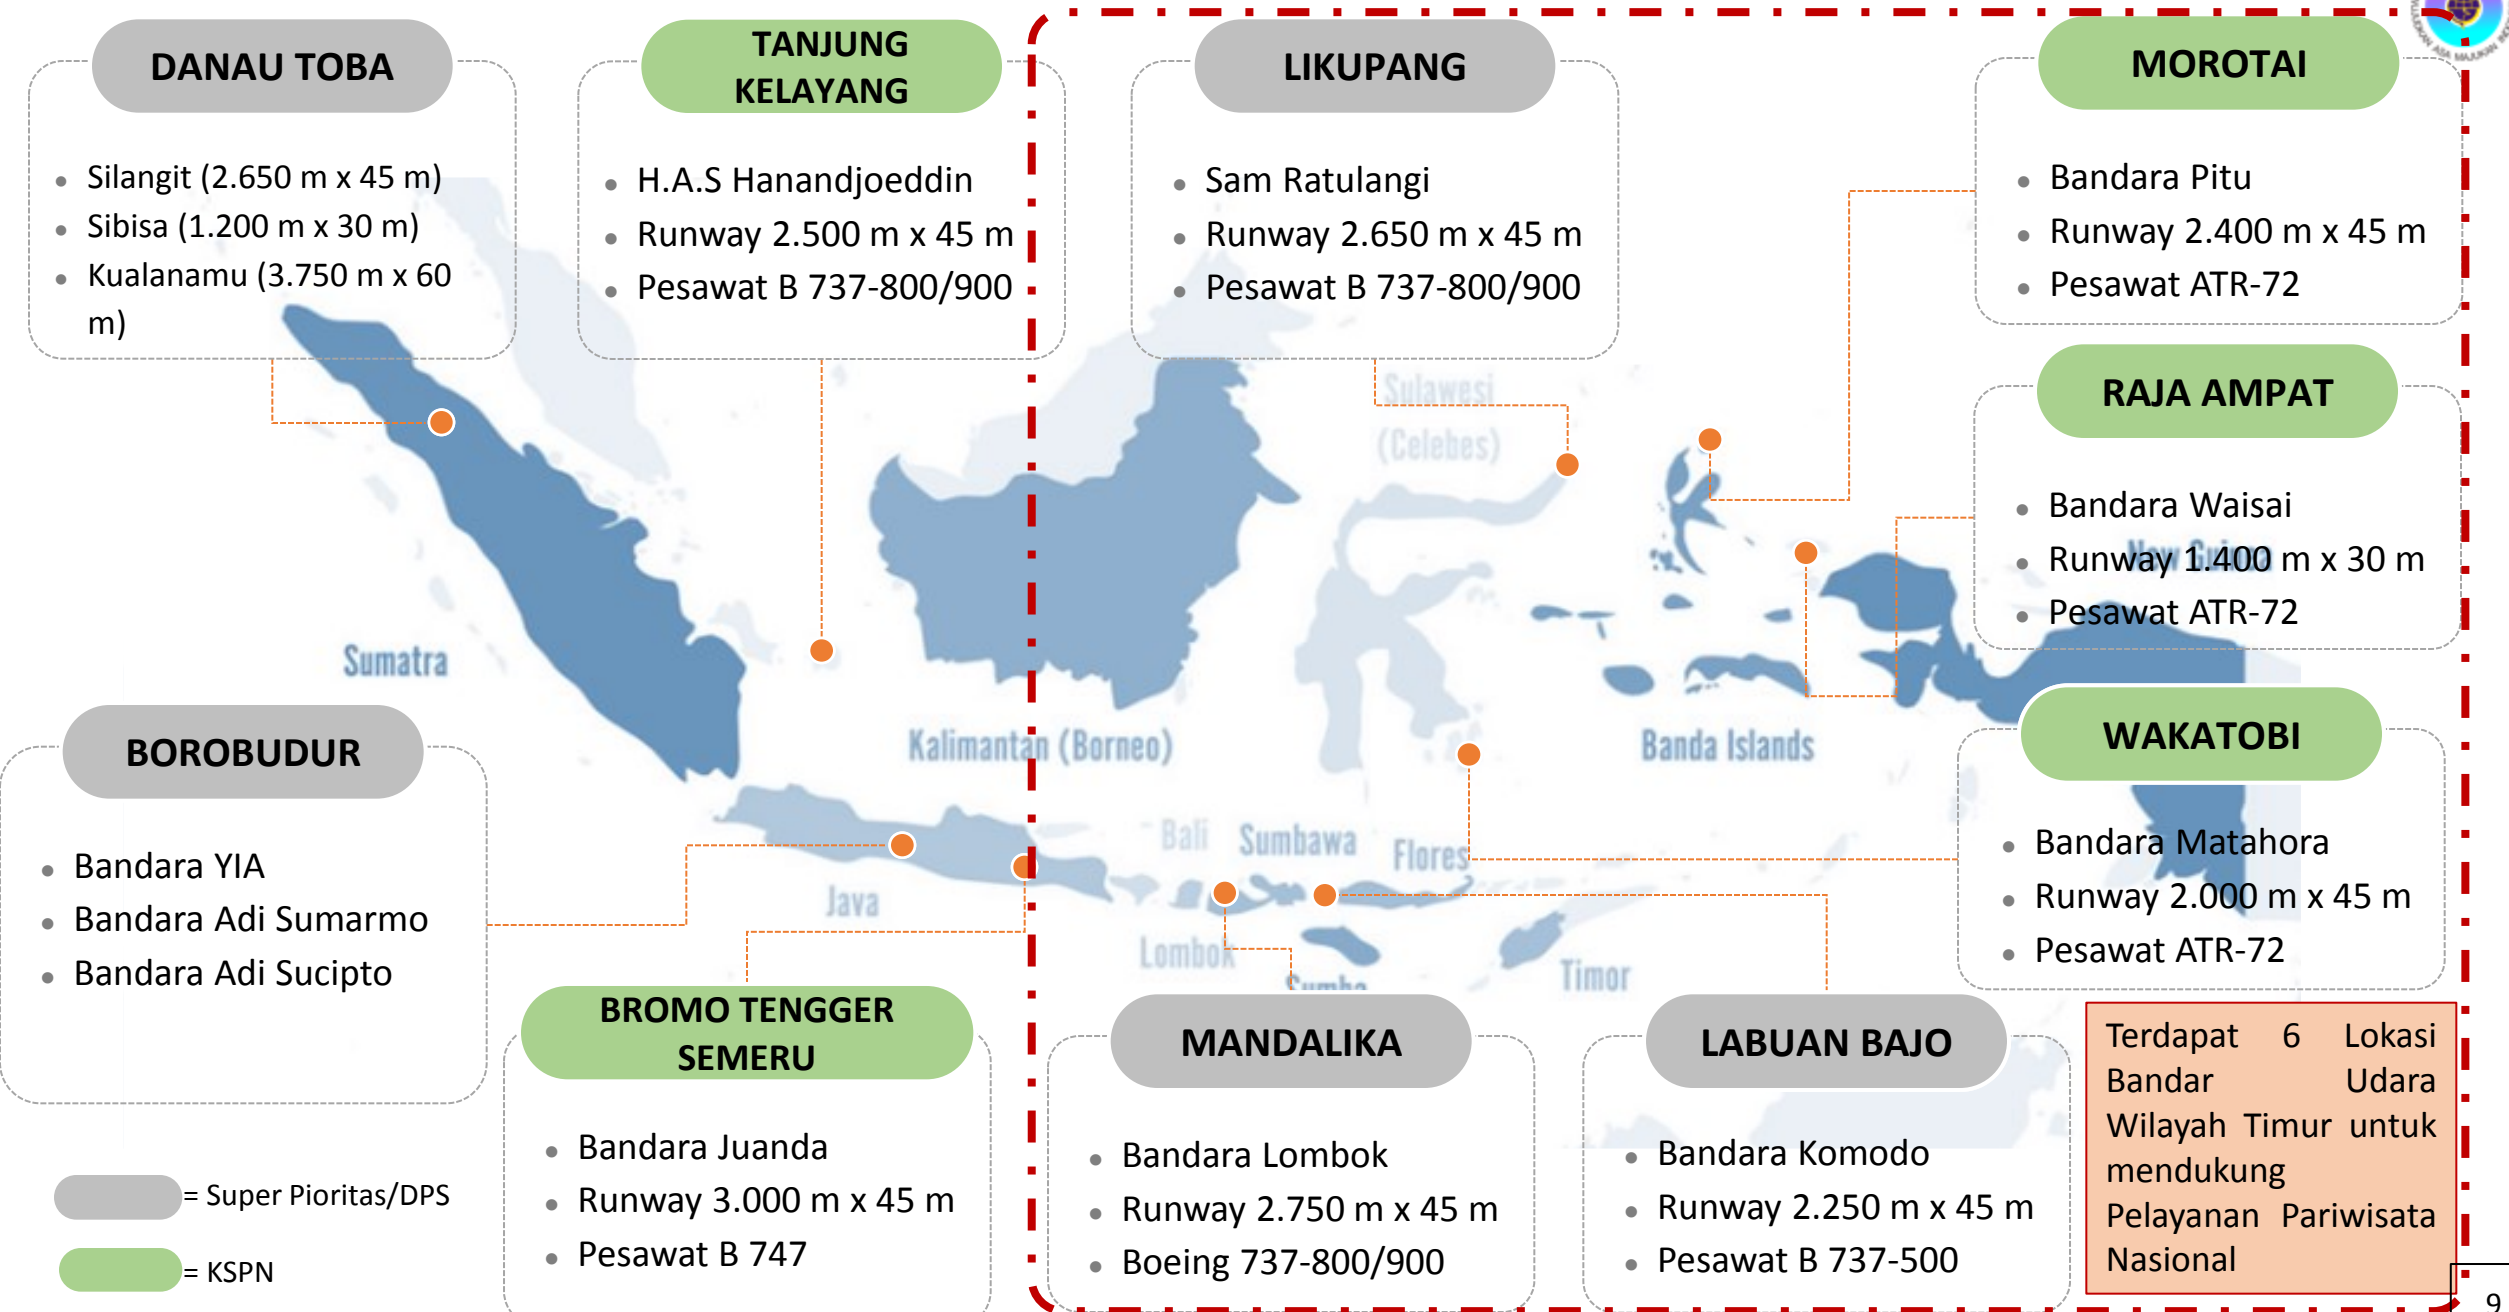 DANAU TOBA
Silangit (2.650 m x 45 m)
Sibisa (1.200 m x 30 m)
Kualanamu (3.750 m x 60
m)
TANJUNG
KELAYANG
H.A.S Hanandjoeddin
Runway 2.500 m x 45 m
Pesawat B 737-800/900
LIKUPANG
Sam Ratulangi
Runway 2.650 m x 45 m
Pesawat B 737-800/900
MOROTAI
Bandara Pitu
Runway 2.400 m x 45 m
Pesawat ATR-72
RAJA AMPAT
Bandara Waisai
Runway 1.400 m x 30 m
Pesawat ATR-72
Sulawesi
(Celebes)
New Guinea
Sumatra
Kalimantan (Borneo)
Banda Islands
Bali
Sumbawa
Flores
Java
Lombok
Sumba
Timor
BOROBUDUR
Bandara YIA
Bandara Adi Sumarmo
Bandara Adi Sucipto
WAKATOBI
Bandara Matahora
Runway 2.000 m x 45 m
Pesawat ATR-72
BROMO TENGGER
SEMERU
Bandara Juanda
Runway 3.000 m x 45 m
Pesawat B 747
MANDALIKA
Bandara Lombok
Runway 2.750 m x 45 m
Boeing 737-800/900
LABUAN BAJO
Bandara Komodo
Runway 2.250 m x 45 m
Pesawat B 737-500
Terdapat 6 Lokasi
Bandar Udara
Wilayah Timur untuk
mendukung
Pelayanan Pariwisata
Nasional
= Super Pioritas/DPS
= KSPN
9